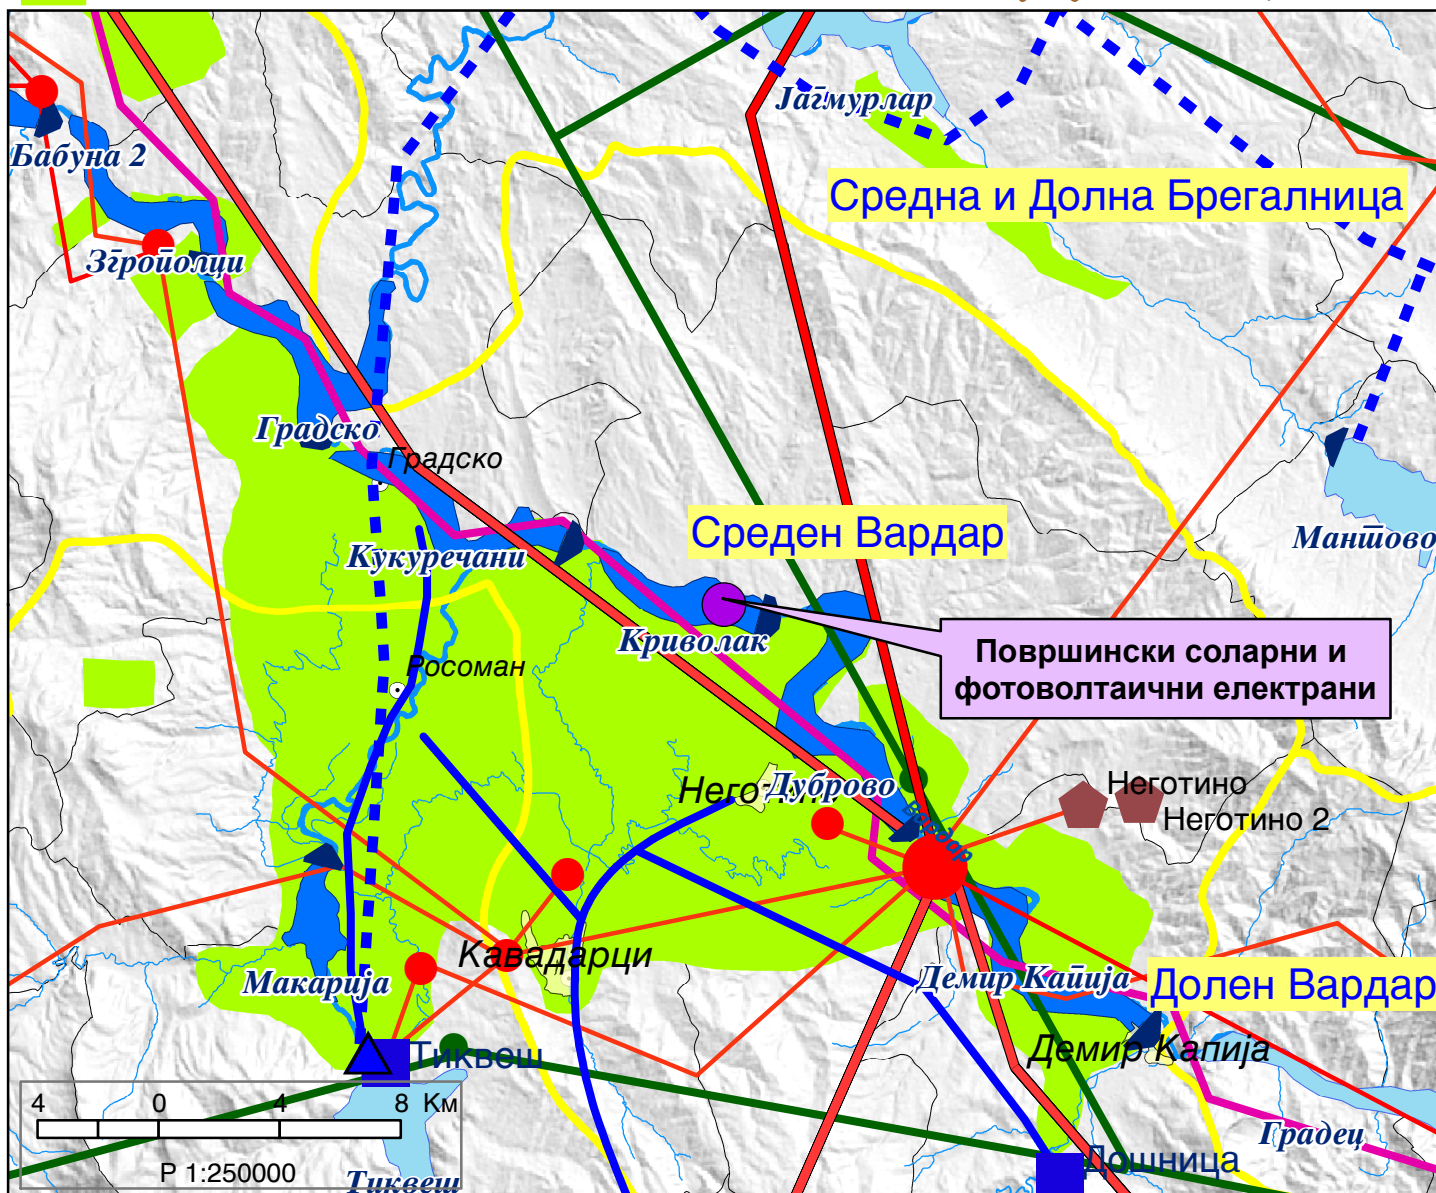 Јаӣмурлар
Бабуна 2
Средна и Долна Брегалница
Згрополци
Градско
Градско
Среден Вардар
Мантово
Кукуречани
Криволак
Површински соларни и
фотоволтаични електрани
Росоман
Неготино
Дуброво
Неготино 2
Вардар
Кавадарци
Макарија
Демир Капија
Долен Вардар
Тиквеш
Демир Капија
4 0 4 8 Км
Градец
Дошница
Р 1:250000
Тиквеш